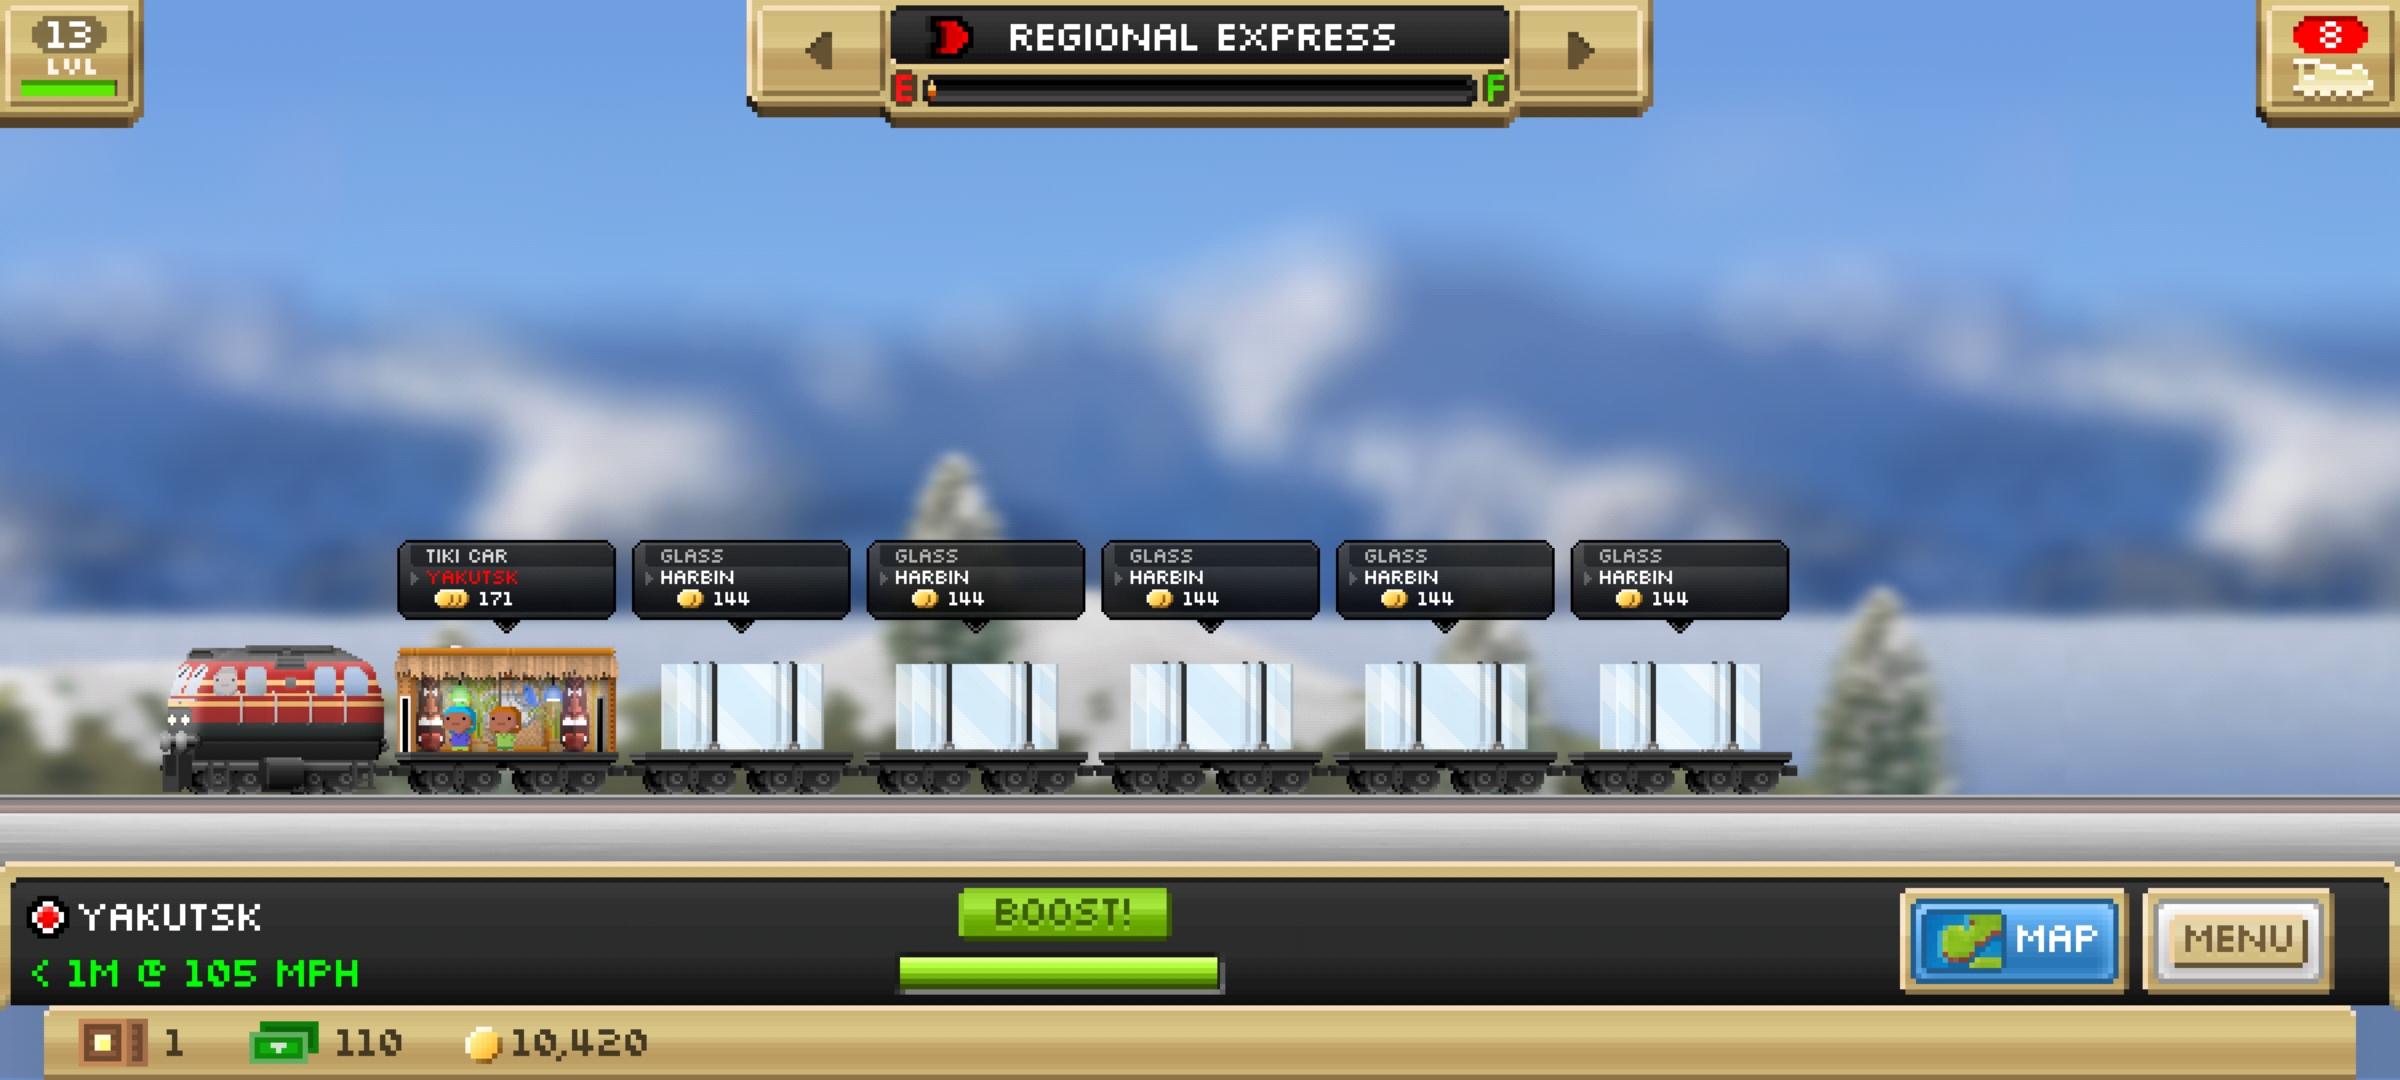 13
LVL
REGIONAL EXPRESS
E F
8
TIKI CAR
YAKUTSK
171
GLASS
HARBIN
144
GLASS
HARBIN
144
GLASS
HARBIN
144
GLASS
HARBIN
144
GLASS
HARBIN
144
YAKUTSK
< 1M @ 105 MPH
BOOST!
MAP
MENU
1 110 10,420